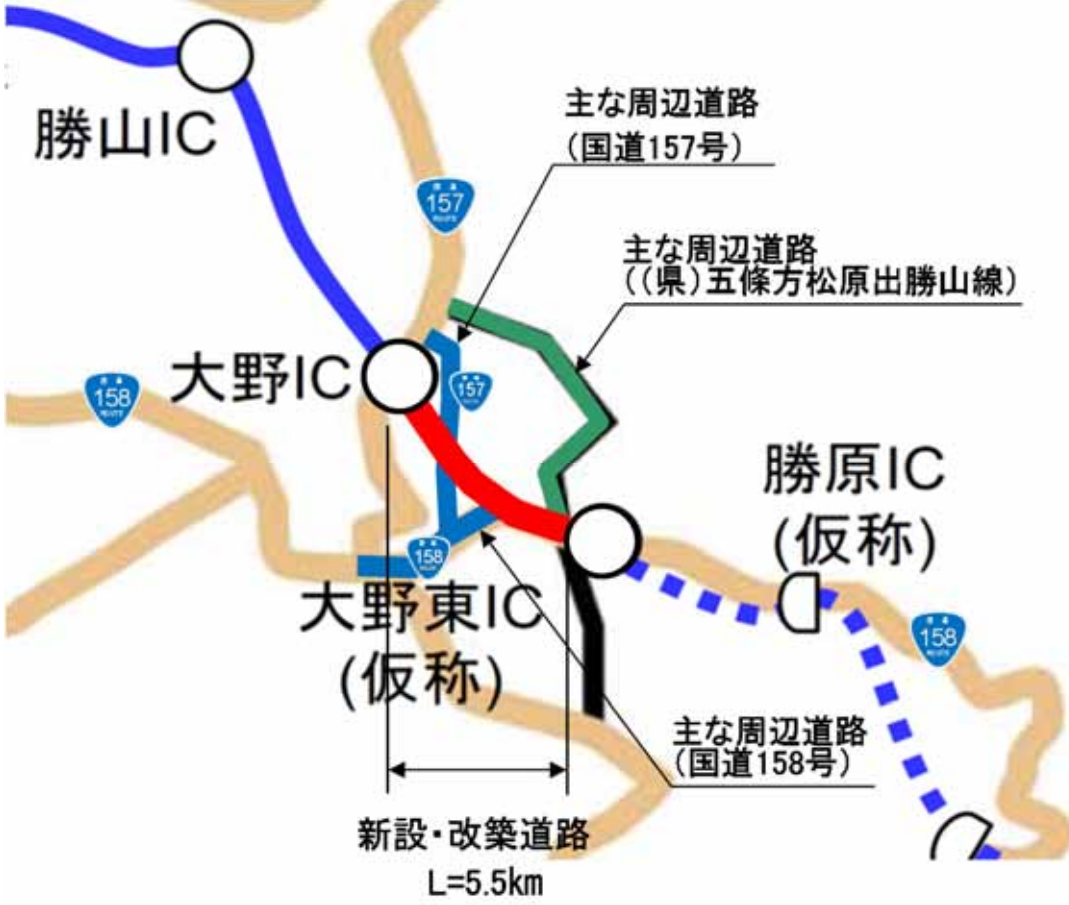 勝山IC
主な周辺道路
(国道157号)
157
ROUTE
主な周辺道路
((県)五條方松原出勝山線)
大野IC
158
ROUTE
157
勝原IC
(仮称)
158
大野東IC
(仮称)
158
ROUTE
主な周辺道路
(国道158号)
新設・改築道路
L=5.5km